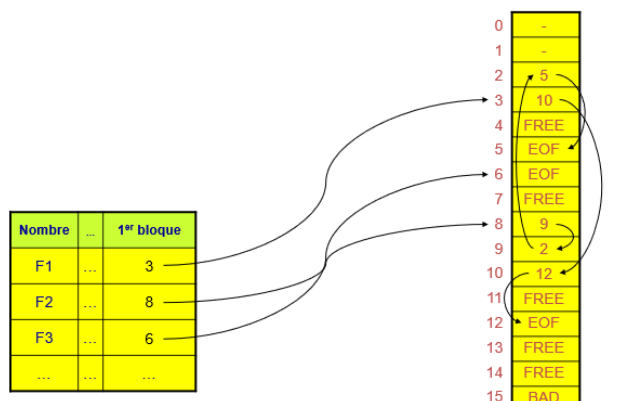 Nombre ... 1er bloque
F1 ... 3
F2 ... 8
F3 ... 6
... ... ...
0 -
1 -
2 5
3 10
4 FREE
5 EOF
6 EOF
7 FREE
8 9
9 2
10 12
11 FREE
12 EOF
13 FREE
14 FREE
15 BAD